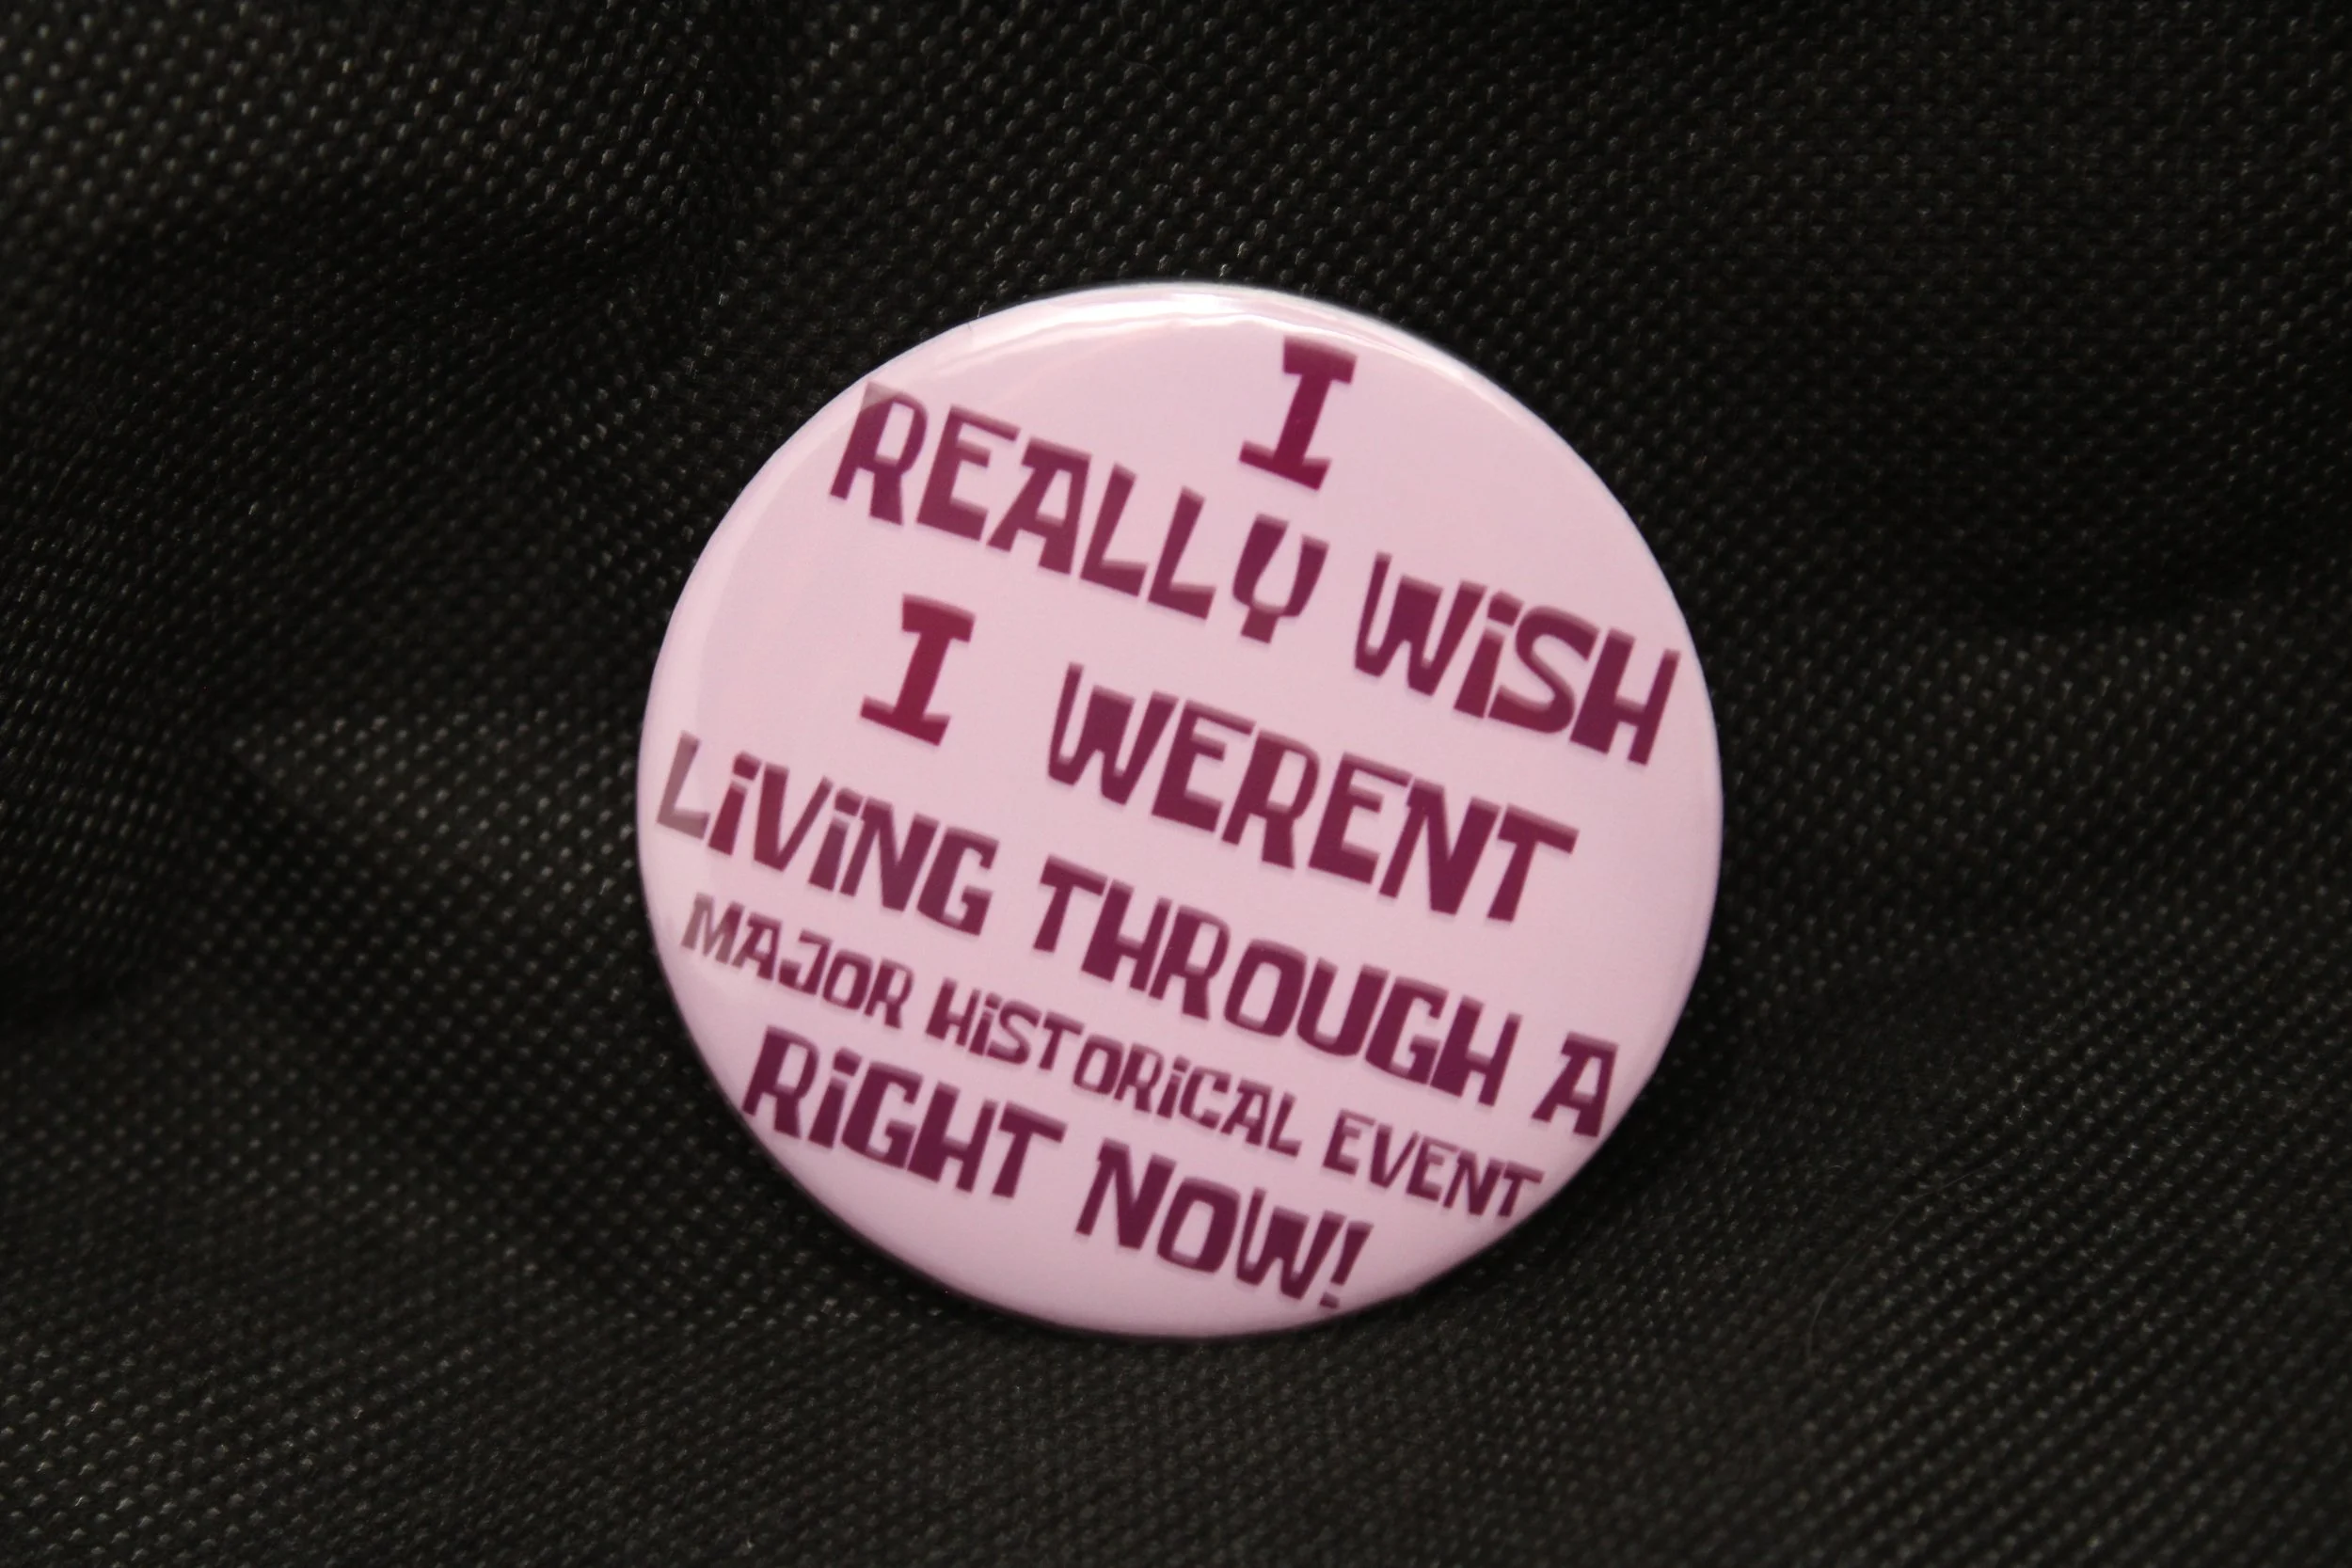 I
REALLY WiSH
I WERENT
LiViNG THROUGH A
MAJOR HiSTORiCAL EVENT
RiGHT NOW!